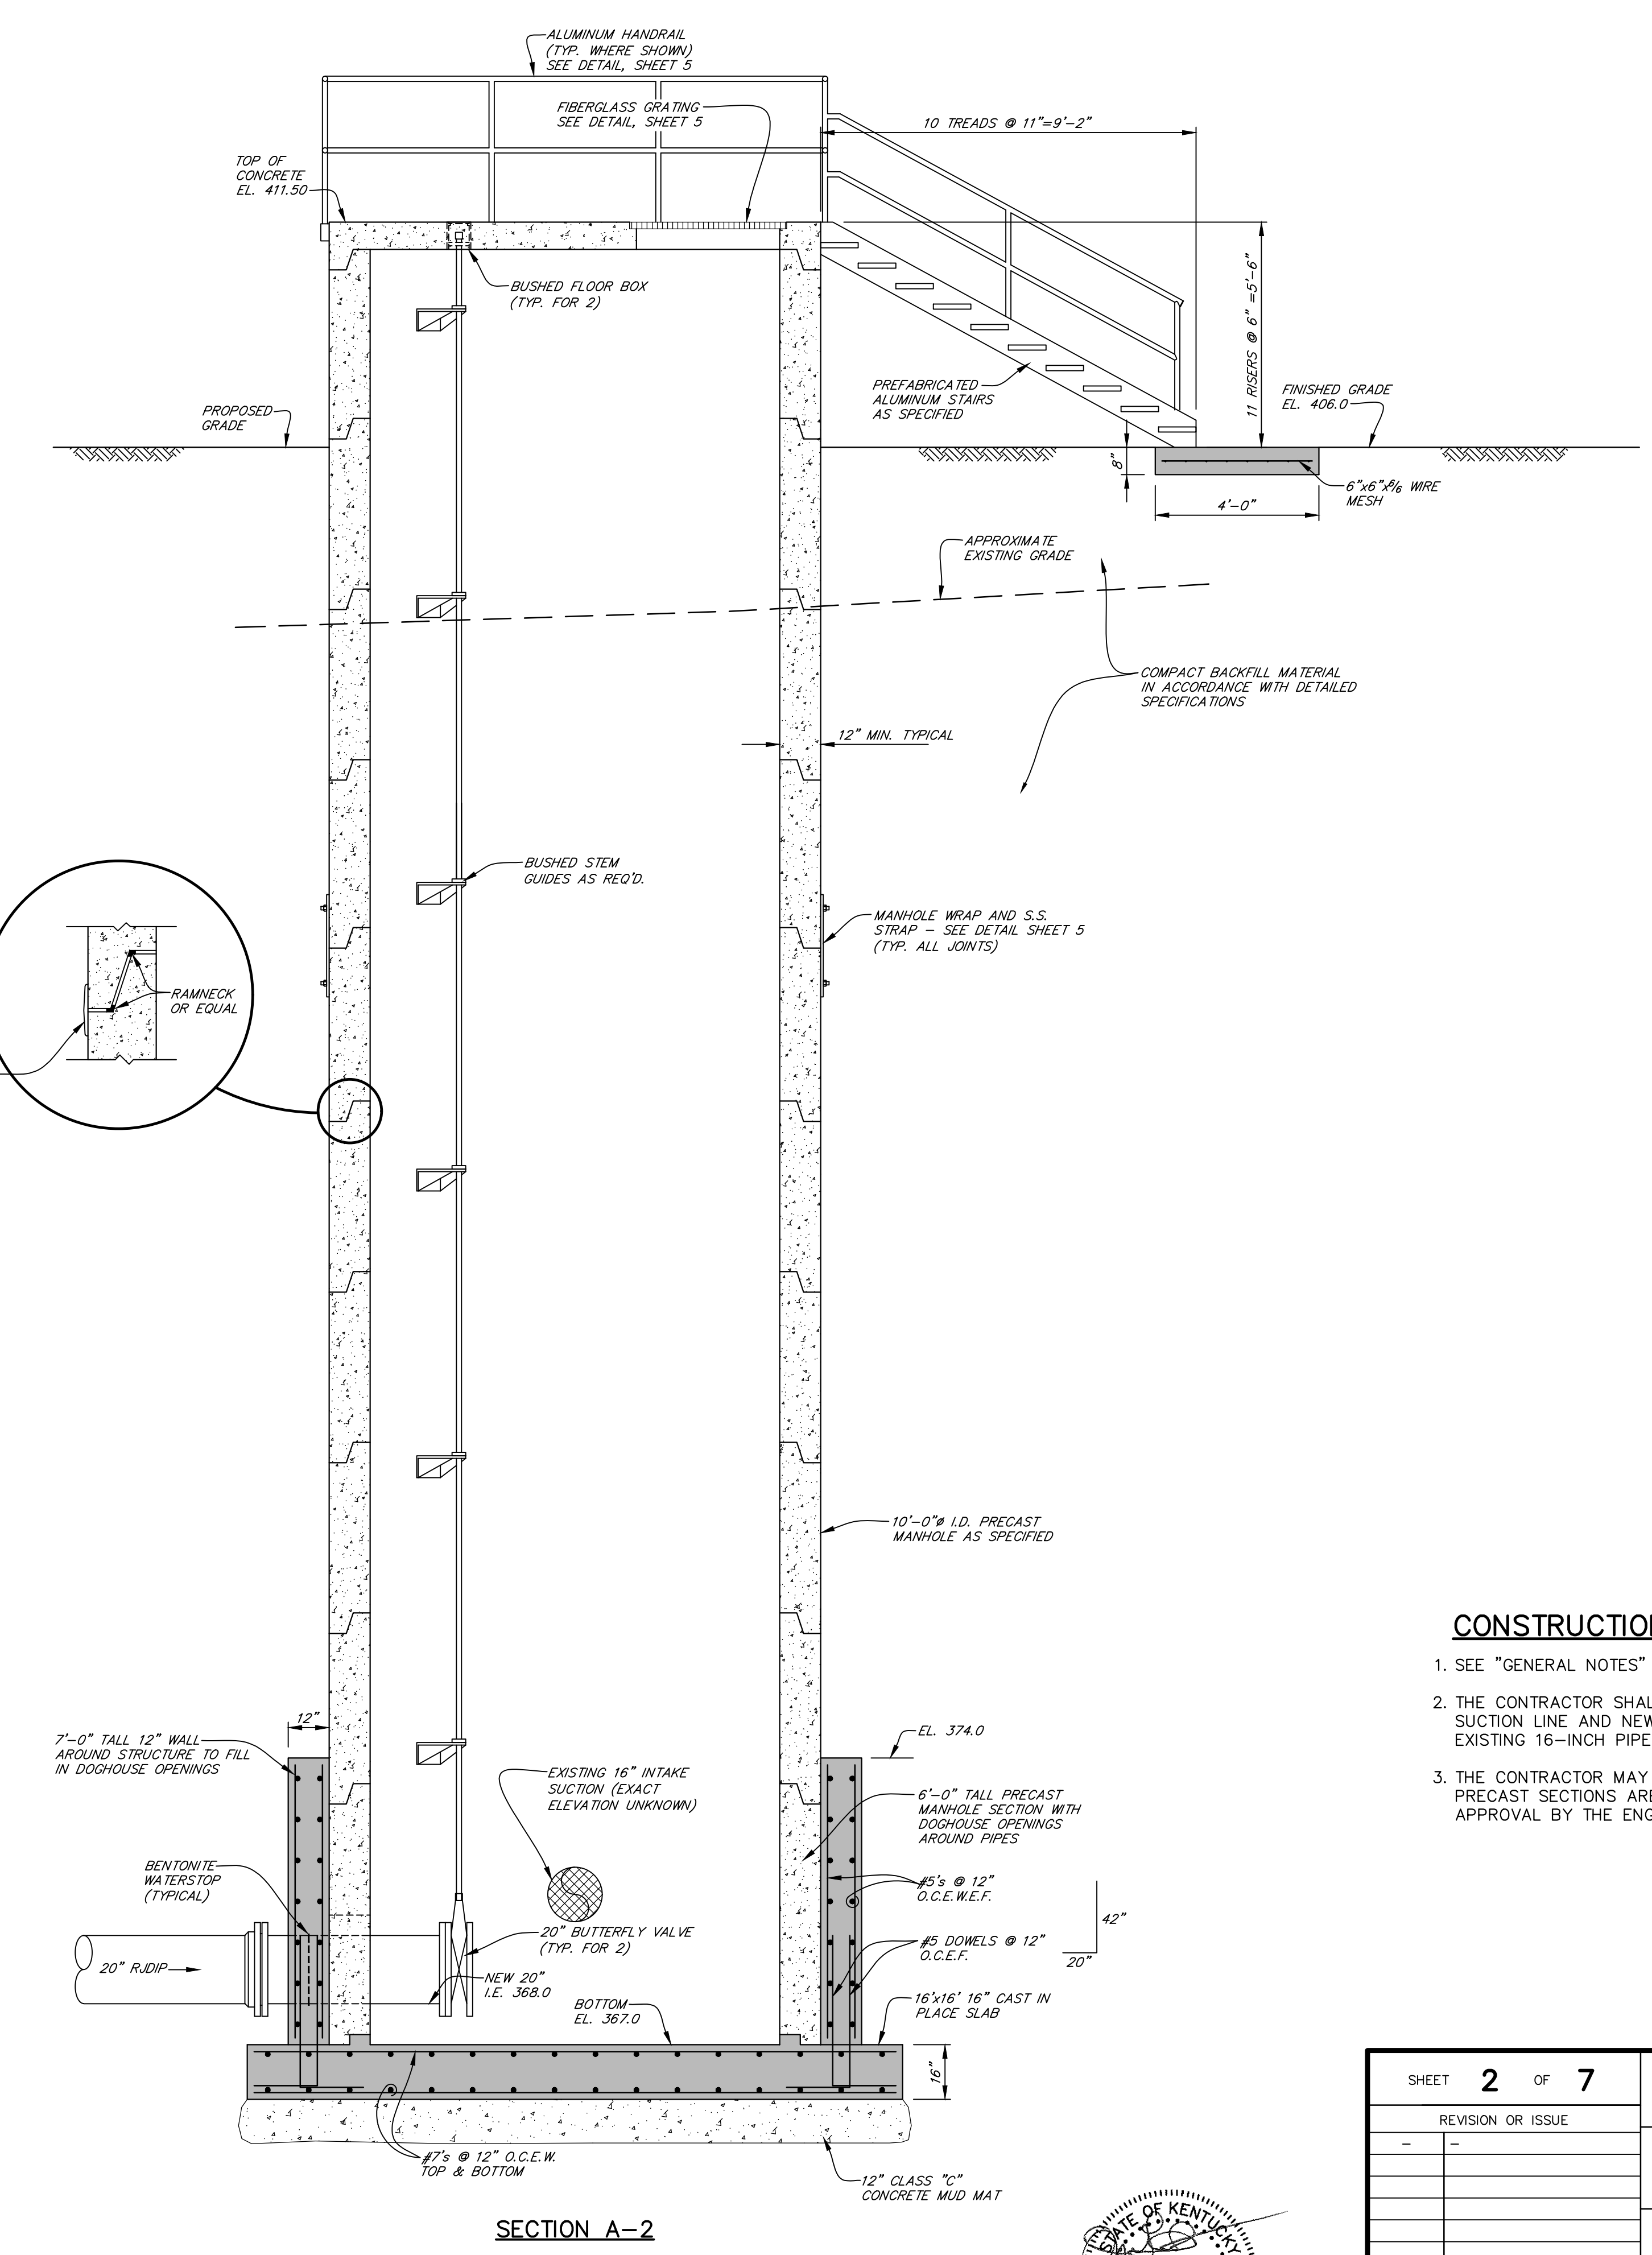 ALUMINUM HANDRAIL
(TYP. WHERE SHOWN)
SEE DETAIL, SHEET 5
FIBERGLASS GRATING
SEE DETAIL, SHEET 5
10 TREADS @ 11"=9'-2"
TOP OF
CONCRETE
EL. 411.50
BUSHED FLOOR BOX
(TYP. FOR 2)
11 RISERS @ 6" =5'-6"
PREFABRICATED
ALUMINUM STAIRS
AS SPECIFIED
FINISHED GRADE
EL. 406.0
PROPOSED
GRADE
8"
6"x6"x6/6 WIRE
MESH
4'-0"
APPROXIMATE
EXISTING GRADE
COMPACT BACKFILL MATERIAL
IN ACCORDANCE WITH DETAILED
SPECIFICATIONS
12" MIN. TYPICAL
BUSHED STEM
GUIDES AS REQ'D.
MANHOLE WRAP AND S.S.
STRAP - SEE DETAIL SHEET 5
(TYP. ALL JOINTS)
RAMNECK
OR EQUAL
10'-0"ø I.D. PRECAST
MANHOLE AS SPECIFIED
CONSTRUCTION
1. SEE "GENERAL NOTES"
2. THE CONTRACTOR
SUCTION LINE AND NEW
EXISTING 16-INCH PIPE
3. THE CONTRACTOR MAY
PRECAST SECTIONS
APPROVAL BY THE
12"
7'-0" TALL 12" WALL
AROUND STRUCTURE TO FILL
IN DOGHOUSE OPENINGS
EL. 374.0
EXISTING 16" INTAKE
SUCTION (EXACT
ELEVATION UNKNOWN)
6'-0" TALL PRECAST
MANHOLE SECTION WITH
DOGHOUSE OPENINGS
AROUND PIPES
BENTONITE
WATERSTOP
(TYPICAL)
#5's @ 12"
O.C.E.W.E.F.
42"
20"
20" BUTTERFLY VALVE
(TYP. FOR 2)
#5 DOWELS @ 12"
O.C.E.F.
20" RJDIP
NEW 20"
I.E. 368.0
BOTTOM
EL. 367.0
16'x16' 16" CAST IN
PLACE SLAB
16"
#7's @ 12" O.C.E.W.
TOP & BOTTOM
12" CLASS "C"
CONCRETE MUD MAT
SECTION A-2
STATE OF KENTUCKY
SHEET 2 OF 7
REVISION OR ISSUE
- -